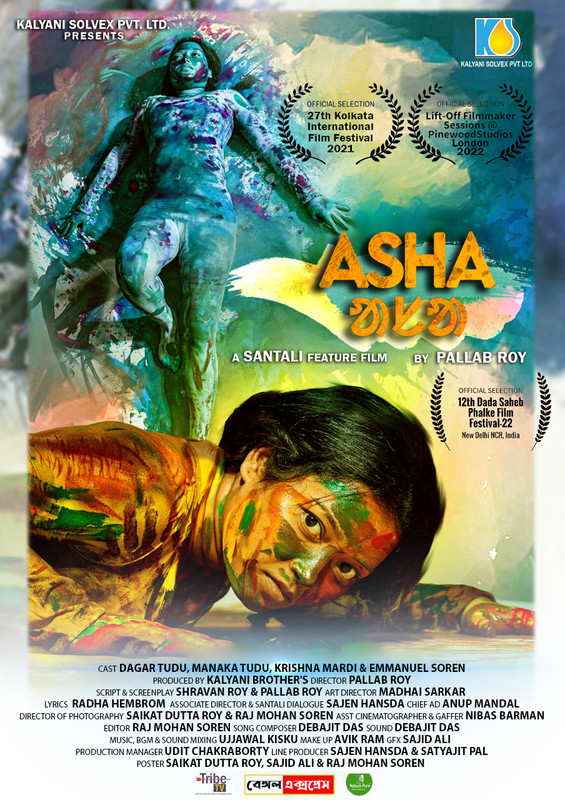 KALYANI SOLVEX PVT. LTD.
PRESENTS
KS
KALYANI SOLVEX PVT LTD
OFFICIAL SELECTION
27th Kolkata
International
Film Festival
2021
OFFICIAL SELECTION
Lift-Off Filmmaker
Sessions @
PinewoodStudios
London
2022
ASHA
ᱟᱥᱟ
A SANTALI FEATURE FILM BY PALLAB ROY
OFFICIAL SELECTION
12th Dada Saheb
Phalke Film
Festival-22
New Delhi NCR, India
CAST DAGAR TUDU, MANAKA TUDU, KRISHNA MARDI & EMMANUEL SOREN
PRODUCED BY KALYANI BROTHER'S DIRECTOR PALLAB ROY
SCRIPT & SCREENPLAY SHRAVAN ROY & PALLAB ROY ART DIRECTOR MADHAI SARKAR
LYRICS RADHA HEMBROM ASSOCIATE DIRECTOR & SANTALI DIALOGUE SAJEN HANSDA CHIEF AD ANUP MANDAL
DIRECTOR OF PHOTOGRAPHY SAIKAT DUTTA ROY & RAJ MOHAN SOREN ASST CINEMATOGRAPHER & GAFFER NIBAS BARMAN
EDITOR RAJ MOHAN SOREN SONG COMPOSER DEBAJIT DAS SOUND DEBAJIT DAS
MUSIC, BGM & SOUND MIXING UJJAWAL KISKU MAKE UP AVIK RAM GFX SAJID ALI
PRODUCTION MANAGER UDIT CHAKRABORTY LINE PRODUCER SAJEN HANSDA & SATYAJIT PAL
POSTER SAIKAT DUTTA ROY, SAJID ALI & RAJ MOHAN SOREN
Tribe
TV
বেঙ্গল এক্সপ্রেস
Nature Pure